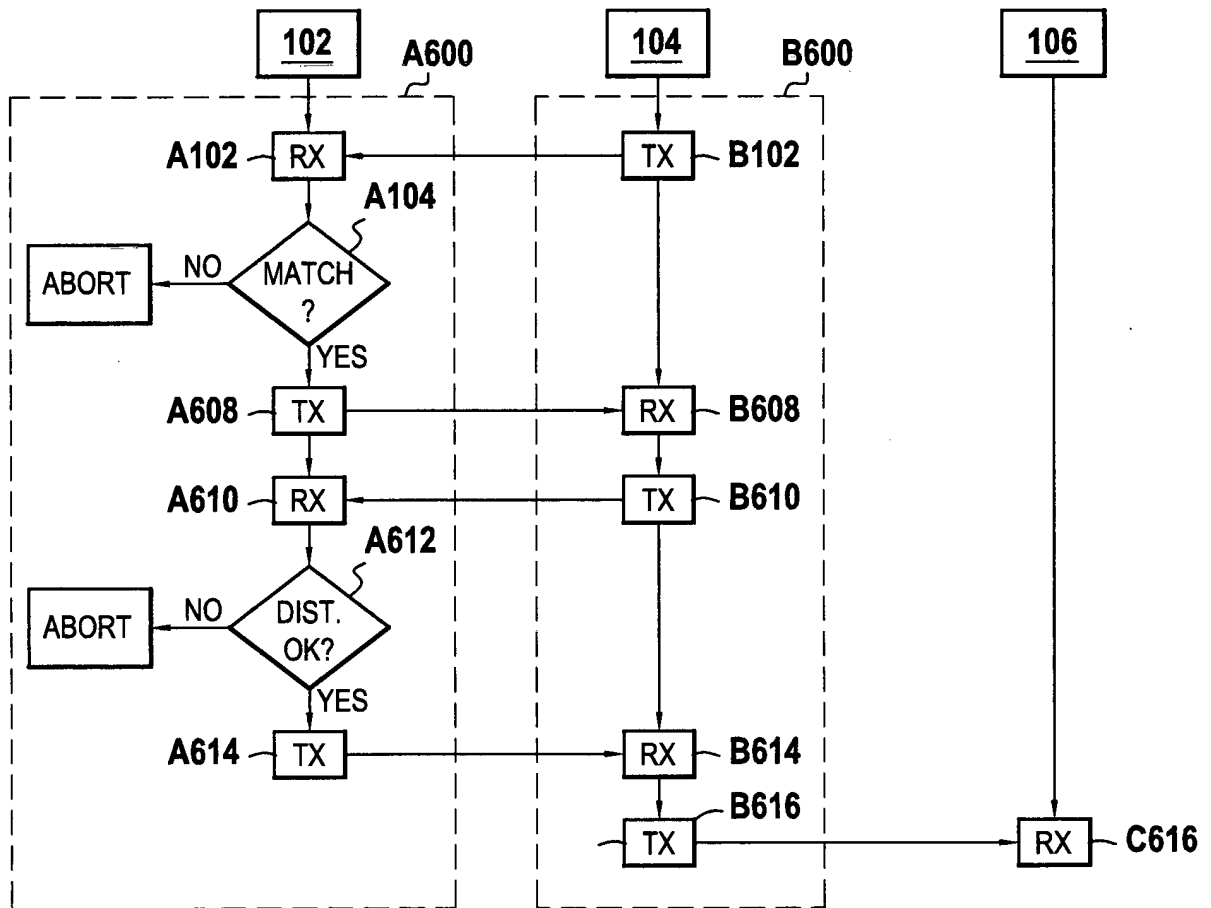 102
104
106
A600
B600
A102
RX
TX
B102
A104
MATCH
?
NO
ABORT
YES
A608
TX
RX
B608
A610
RX
TX
B610
A612
DIST.
OK?
NO
ABORT
YES
A614
TX
RX
B614
B616
TX
RX
C616